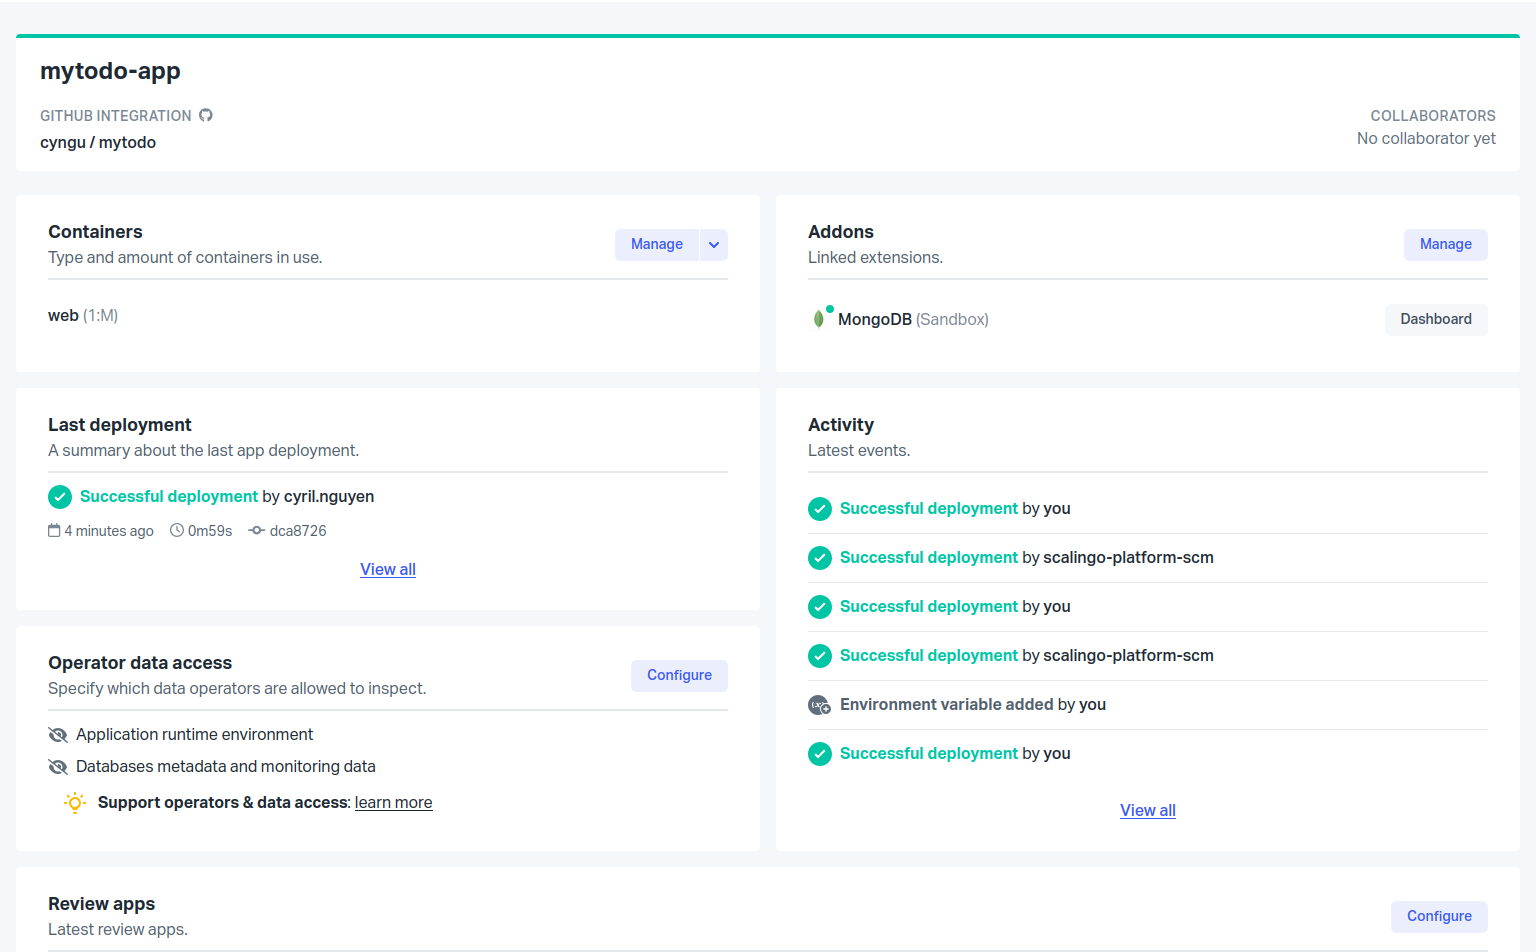 mytodo-app
GITHUB INTEGRATION
cyngu / mytodo
COLLABORATORS
No collaborator yet
Containers
Type and amount of containers in use.
Manage
web (1:M)
Addons
Linked extensions.
Manage
MongoDB (Sandbox)
Dashboard
Last deployment
A summary about the last app deployment.
Successful deployment by cyril.nguyen
4 minutes ago 0m59s dca8726
View all
Operator data access
Specify which data operators are allowed to inspect.
Configure
Application runtime environment
Databases metadata and monitoring data
Support operators & data access: learn more
Activity
Latest events.
Successful deployment by you
Successful deployment by scalingo-platform-scm
Successful deployment by you
Successful deployment by scalingo-platform-scm
Environment variable added by you
Successful deployment by you
View all
Review apps
Latest review apps.
Configure